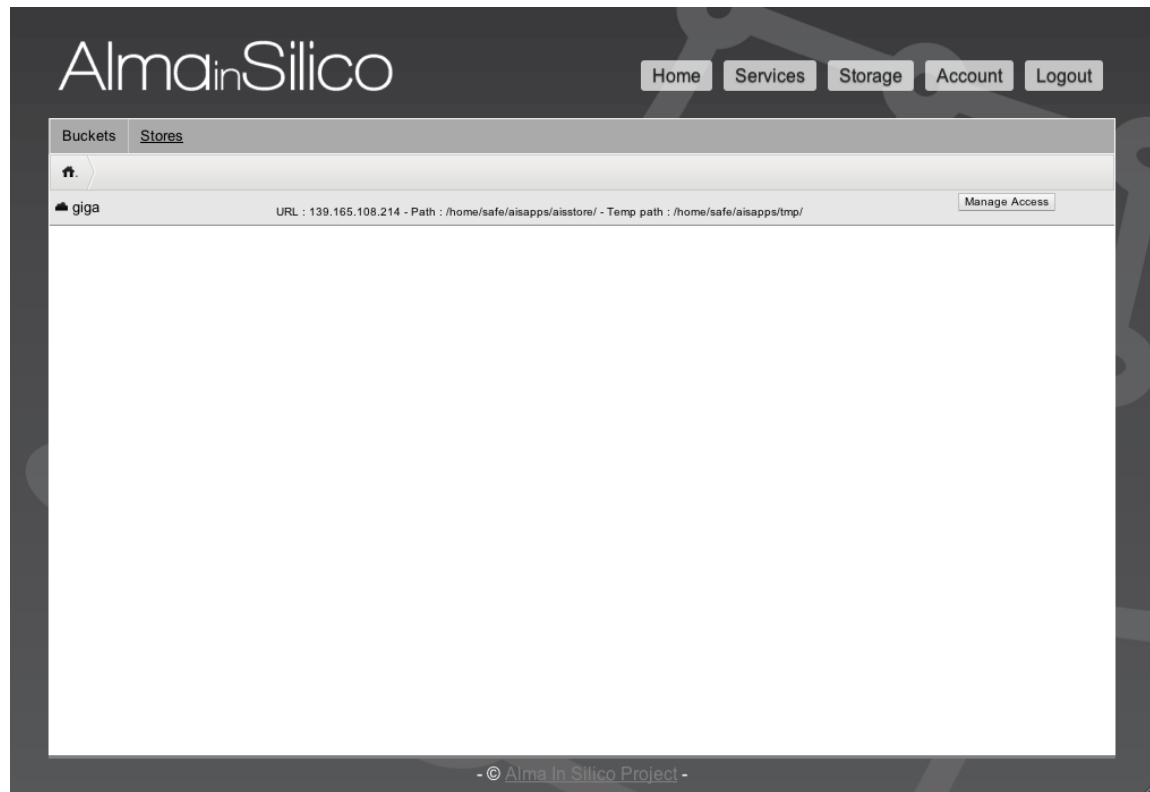 AlmainSilico
Home Services Storage Account Logout
Buckets Stores
.
giga URL : 139.165.108.214 - Path : /home/safe/aisapps/aisstore/ - Temp path : /home/safe/aisapps/tmp/ Manage Access
- © Alma In Silico Project -